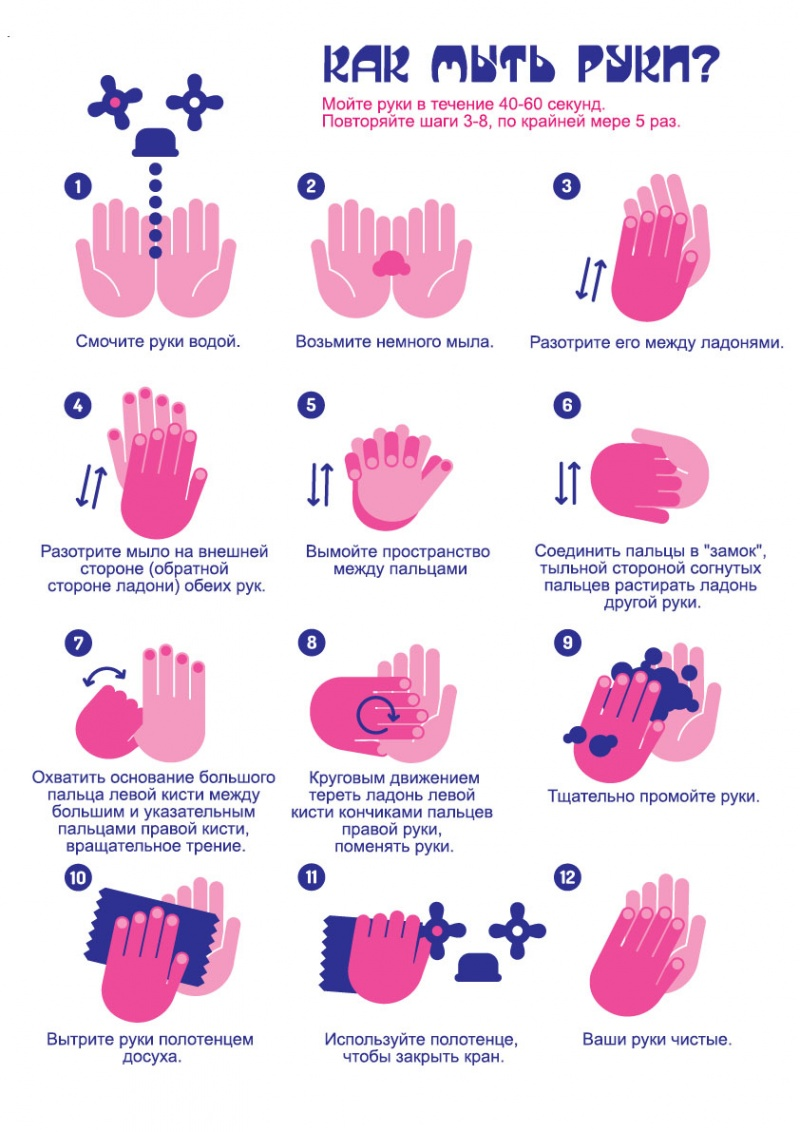 КАК МЫТЬ РУКИ?
Мойте руки в течение 40-60 секунд.
Повторяйте шаги 3-8, по крайней мере 5 раз.
1
Смочите руки водой.
2
Возьмите немного мыла.
3
Разотрите его между ладонями.
4
Разотрите мыло на внешней
стороне (обратной
стороне ладони) обеих рук.
5
Вымойте пространство
между пальцами
6
Соединить пальцы в "замок",
тыльной стороной согнутых
пальцев растирать ладонь
другой руки.
7
Охватить основание большого
пальца левой кисти между
большим и указательным
пальцами правой кисти,
вращательное трение.
8
Круговым движением
тереть ладонь левой
кисти кончиками пальцев
правой руки,
поменять руки.
9
Тщательно промойте руки.
10
Вытрите руки полотенцем
досуха.
11
Используйте полотенце,
чтобы закрыть кран.
12
Ваши руки чистые.